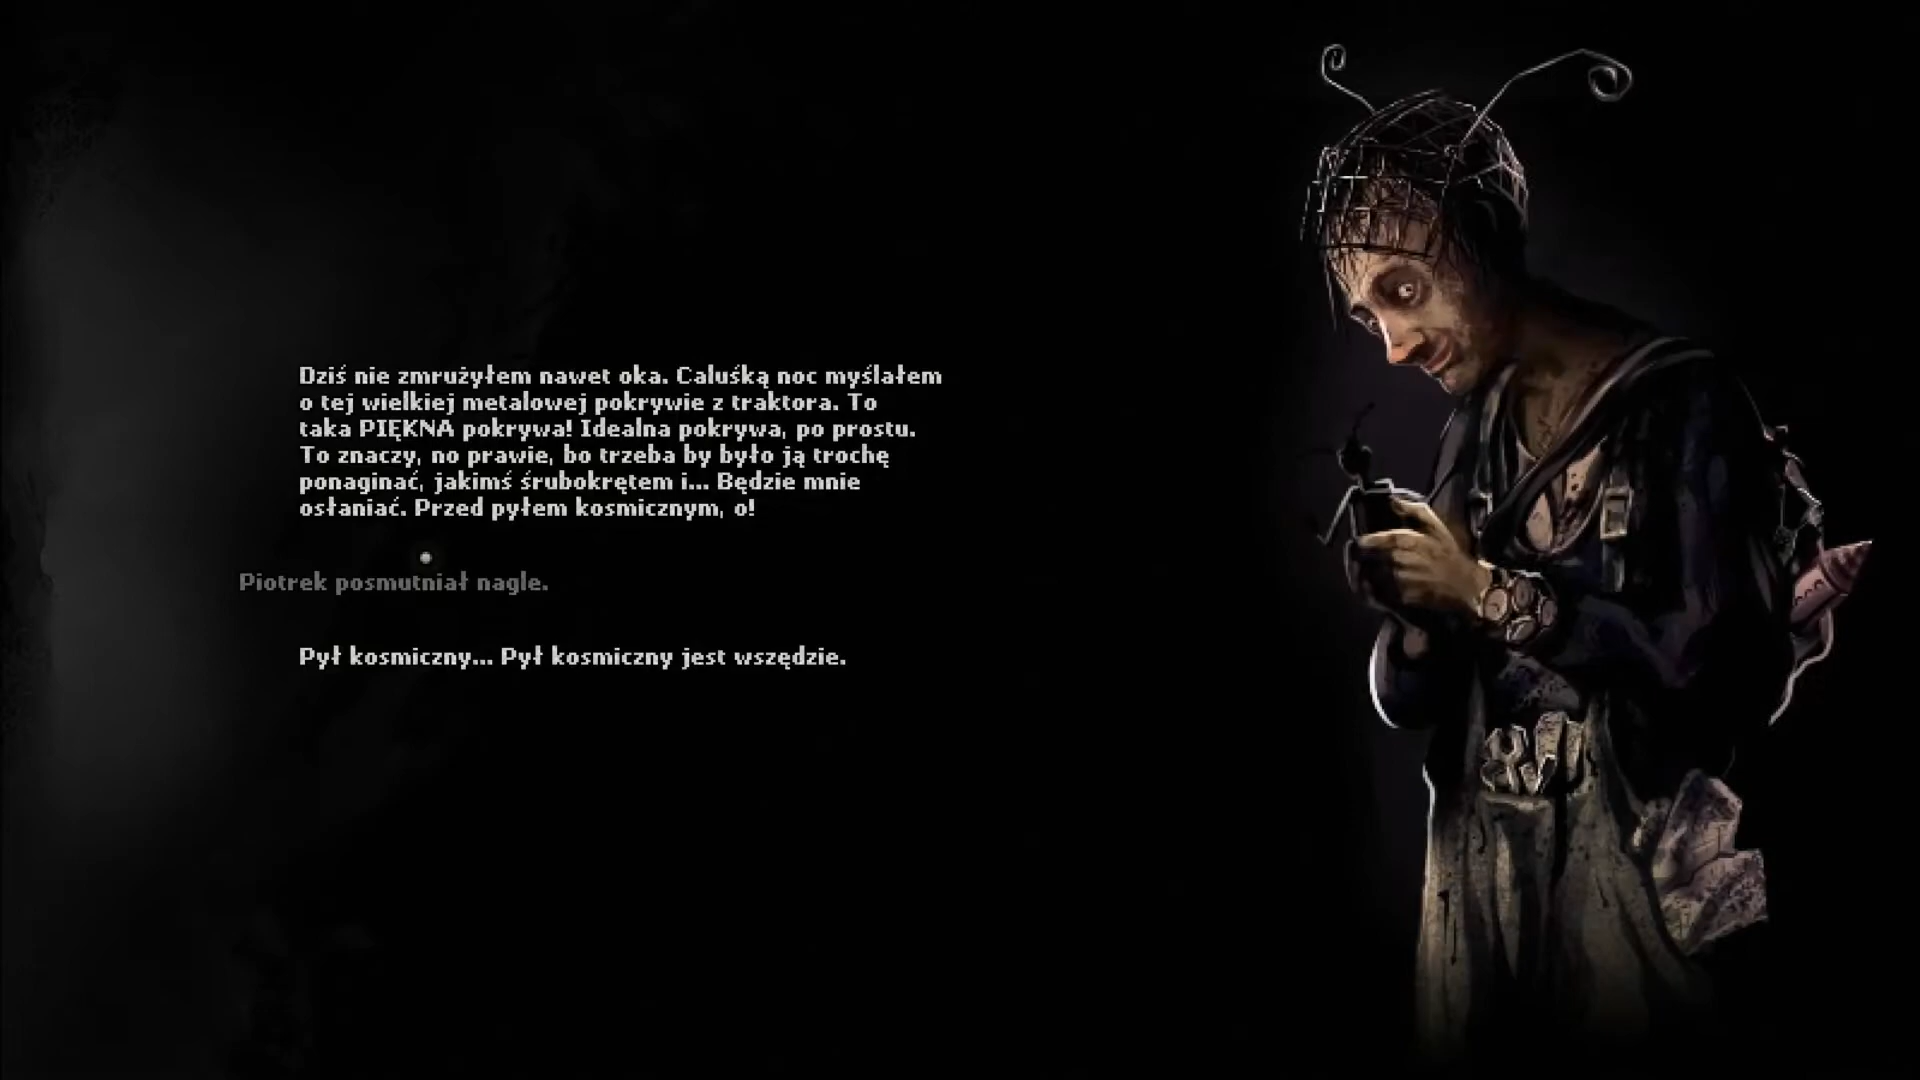 Dziś nie zmrużyłem nawet oka. Caluśką noc myślałem
o tej wielkiej metalowej pokrywie z traktora. To
taka PIĘKNA pokrywa! Idealna pokrywa, po prostu.
To znaczy, no prawie, bo trzeba by było ją trochę
ponaginać, jakimś śrubokrętem i... Będzie mnie
osłaniać. Przed pyłem kosmicznym, o!
Piotrek posmutniał nagle.
Pył kosmiczny... Pył kosmiczny jest wszędzie.